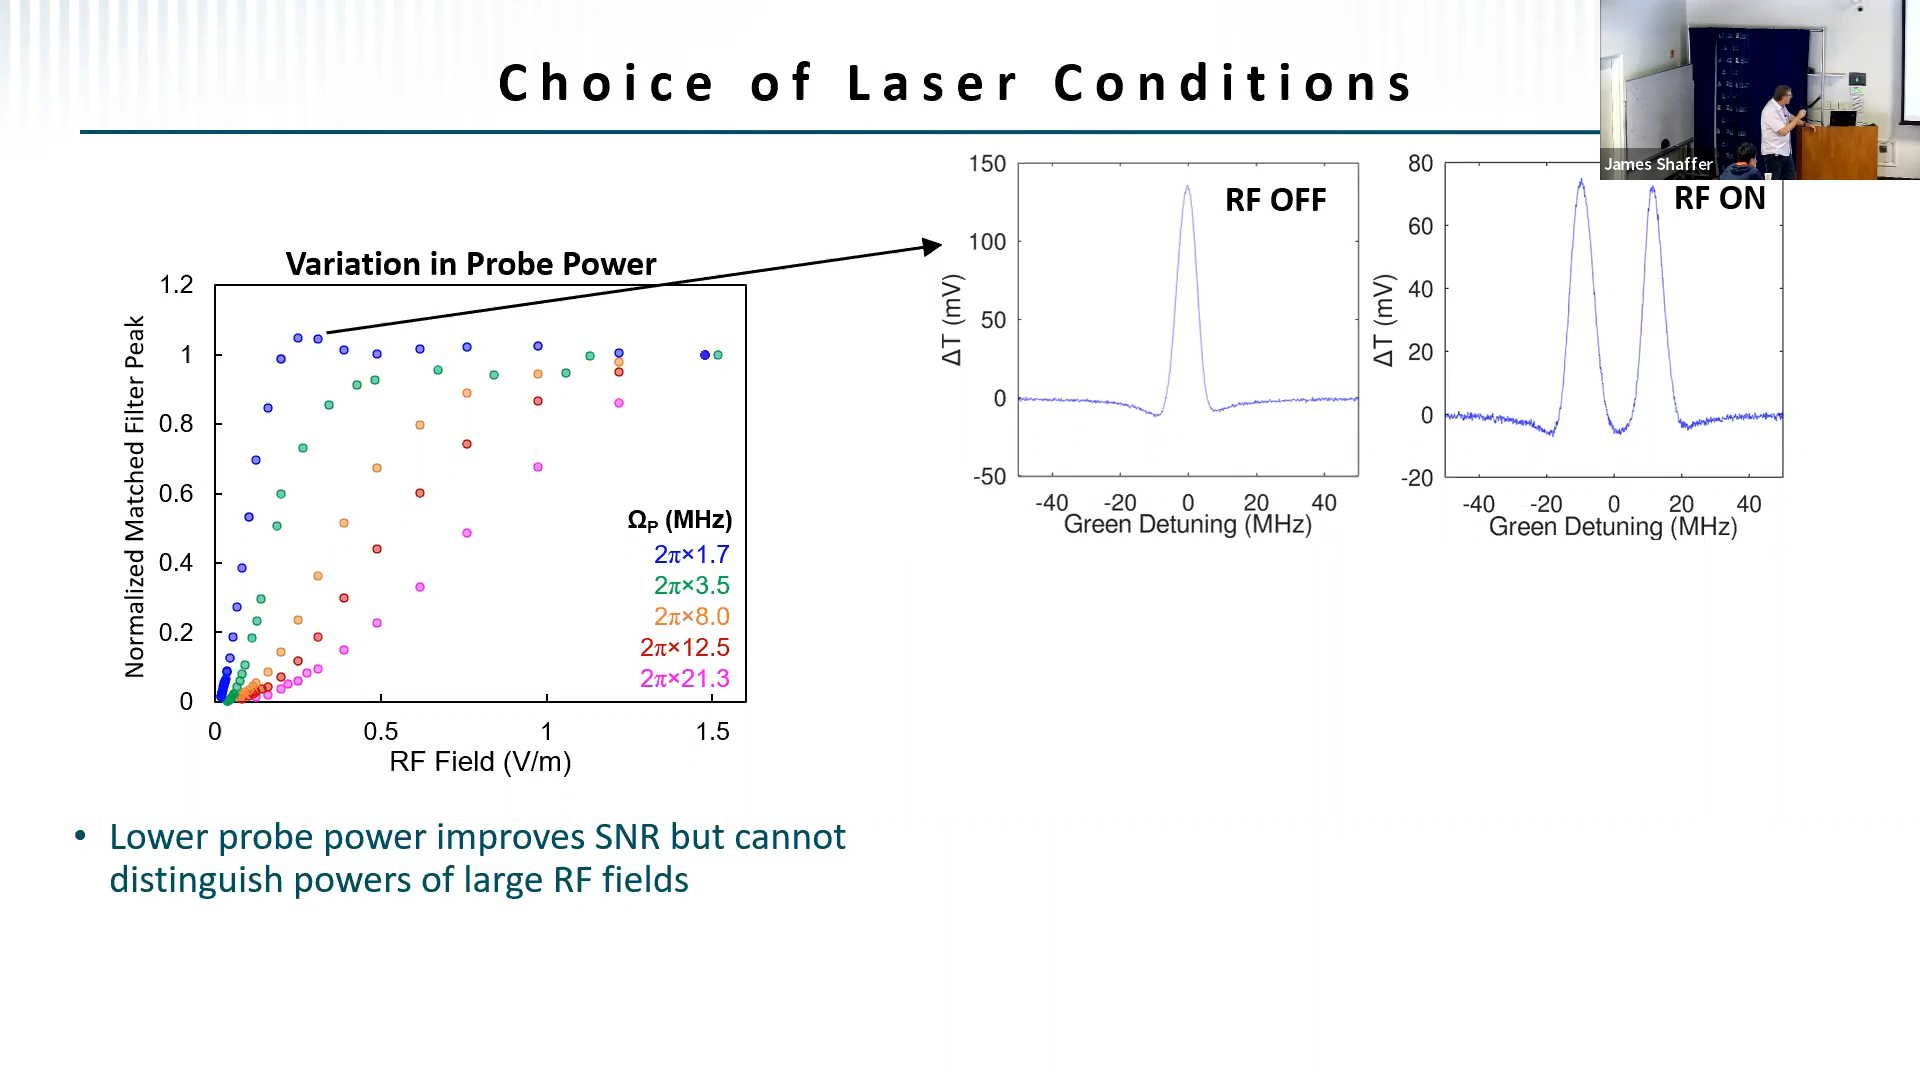 Choice of Laser Conditions
James Shaffer
Variation in Probe Power
Normalized Matched Filter Peak
1.2
1
0.8
0.6
0.4
0.2
0
0
0.5
1
1.5
RF Field (V/m)
Ωₚ (MHz)
2π×1.7
2π×3.5
2π×8.0
2π×12.5
2π×21.3
RF OFF
ΔT (mV)
150
100
50
0
-50
-40
-20
0
20
40
Green Detuning (MHz)
RF ON
ΔT (mV)
80
60
40
20
0
-20
-40
-20
0
20
40
Green Detuning (MHz)
• Lower probe power improves SNR but cannot
distinguish powers of large RF fields